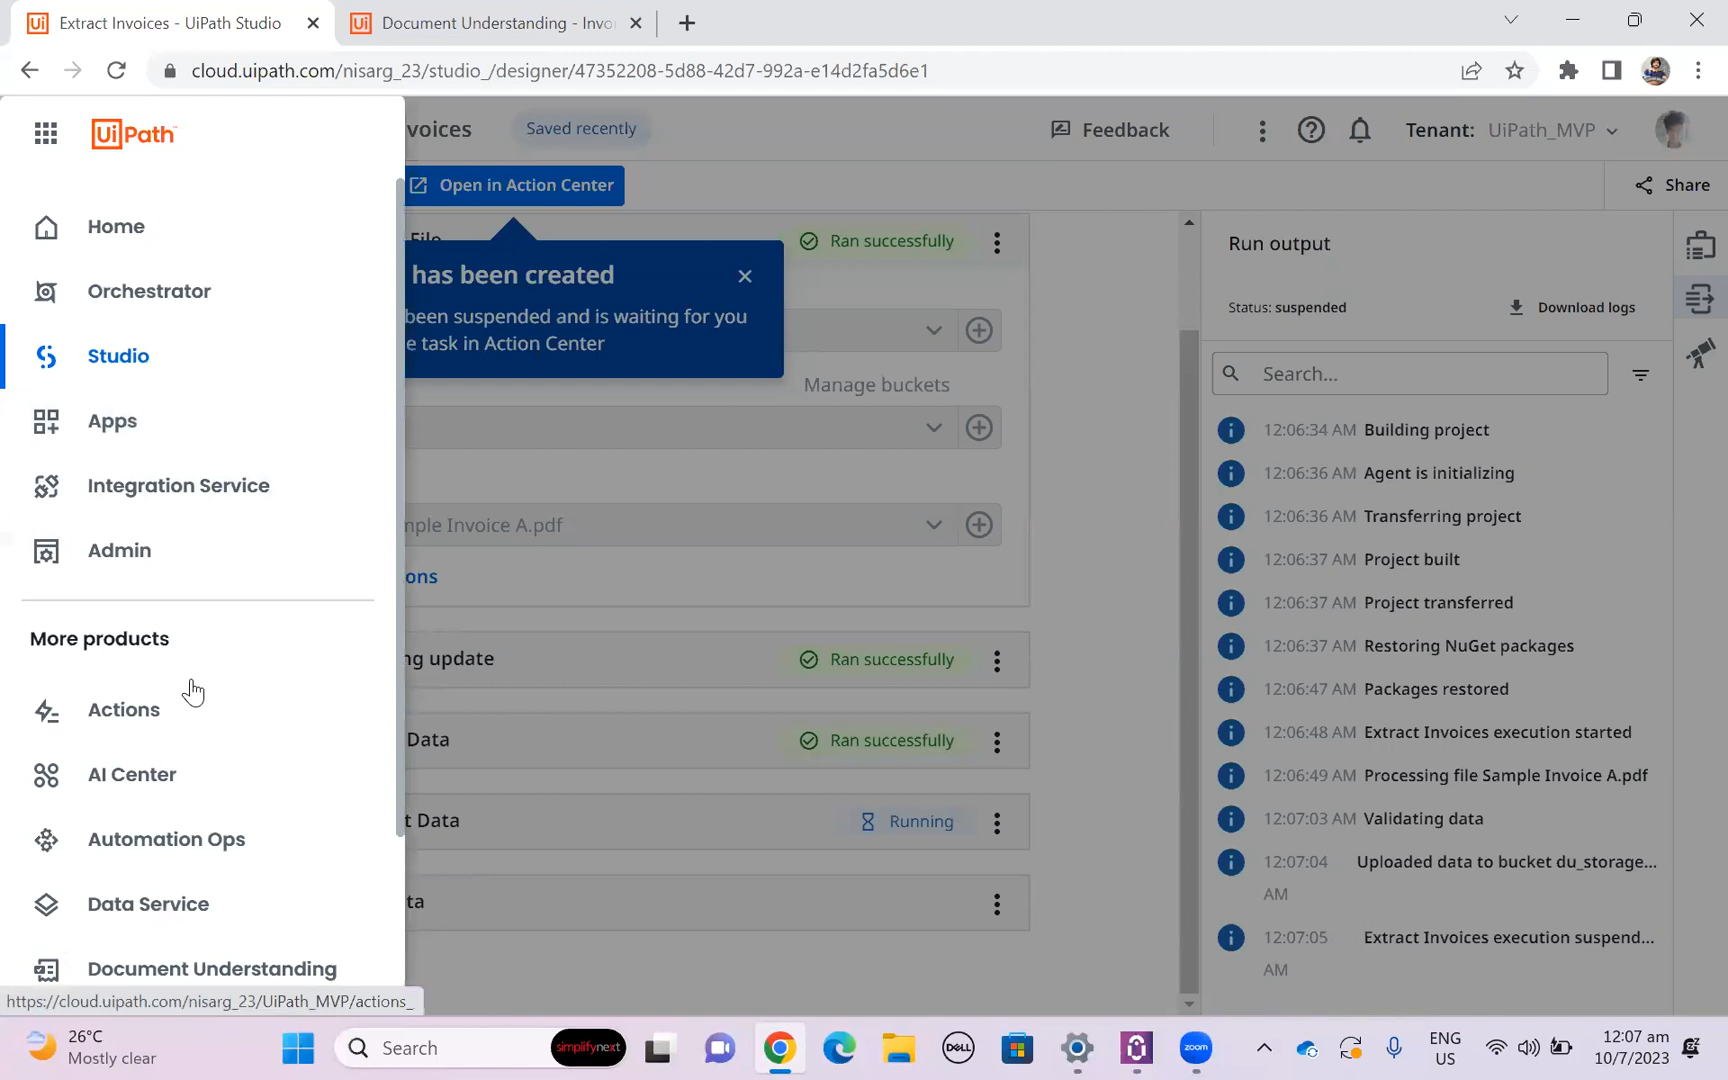 Extract Invoices - UiPath Studio
Document Understanding - Invo
cloud.uipath.com/nisarg_23/studio_/designer/47352208-5d88-42d7-992a-e14d2fa5d6e1
UiPath
voices
Saved recently
Feedback
Tenant: UiPath_MVP
Open in Action Center
Share
Home
Orchestrator
Studio
Apps
Integration Service
Admin
More products
Actions
AI Center
Automation Ops
Data Service
Document Understanding
https://cloud.uipath.com/nisarg_23/UiPath_MVP/actions_
File
Ran successfully
has been created
been suspended and is waiting for you
e task in Action Center
Manage buckets
mple Invoice A.pdf
ons
ng update
Ran successfully
Data
Ran successfully
t Data
Running
ta
Run output
Status: suspended
Download logs
Search...
12:06:34 AM Building project
12:06:36 AM Agent is initializing
12:06:36 AM Transferring project
12:06:37 AM Project built
12:06:37 AM Project transferred
12:06:37 AM Restoring NuGet packages
12:06:47 AM Packages restored
12:06:48 AM Extract Invoices execution started
12:06:49 AM Processing file Sample Invoice A.pdf
12:07:03 AM Validating data
12:07:04 Uploaded data to bucket du_storage...
AM
12:07:05 Extract Invoices execution suspend...
AM
26°C
Mostly clear
Search
simplifynext
DELL
zoom
ENG
US
12:07 am
10/7/2023